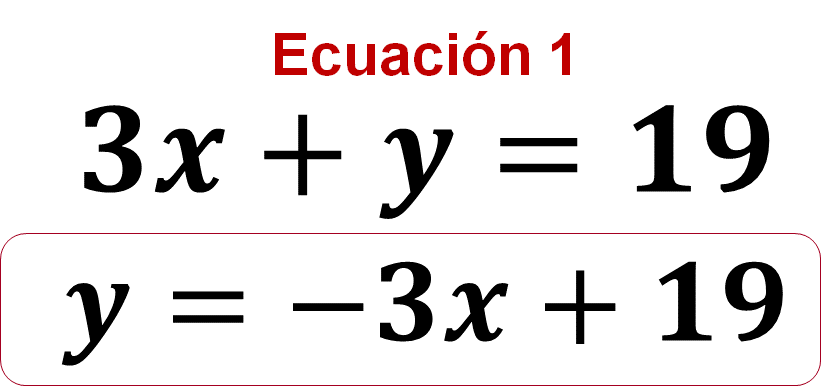 Ecuación 1
3x + y = 19
y = −3x + 19